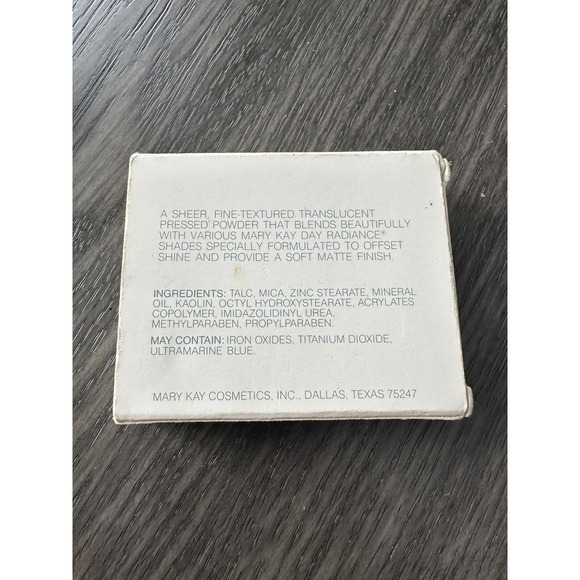 A SHEER, FINE-TEXTURED TRANSLUCENT
PRESSED POWDER THAT BLENDS BEAUTIFULLY
WITH VARIOUS MARY KAY DAY RADIANCE®
SHADES SPECIALLY FORMULATED TO OFFSET
SHINE AND PROVIDE A SOFT MATTE FINISH.
INGREDIENTS: TALC, MICA, ZINC STEARATE, MINERAL
OIL, KAOLIN, OCTYL HYDROXYSTEARATE, ACRYLATES
COPOLYMER, IMIDAZOLIDINYL UREA,
METHYLPARABEN, PROPYLPARABEN.
MAY CONTAIN: IRON OXIDES, TITANIUM DIOXIDE,
ULTRAMARINE BLUE.
MARY KAY COSMETICS, INC., DALLAS, TEXAS 75247